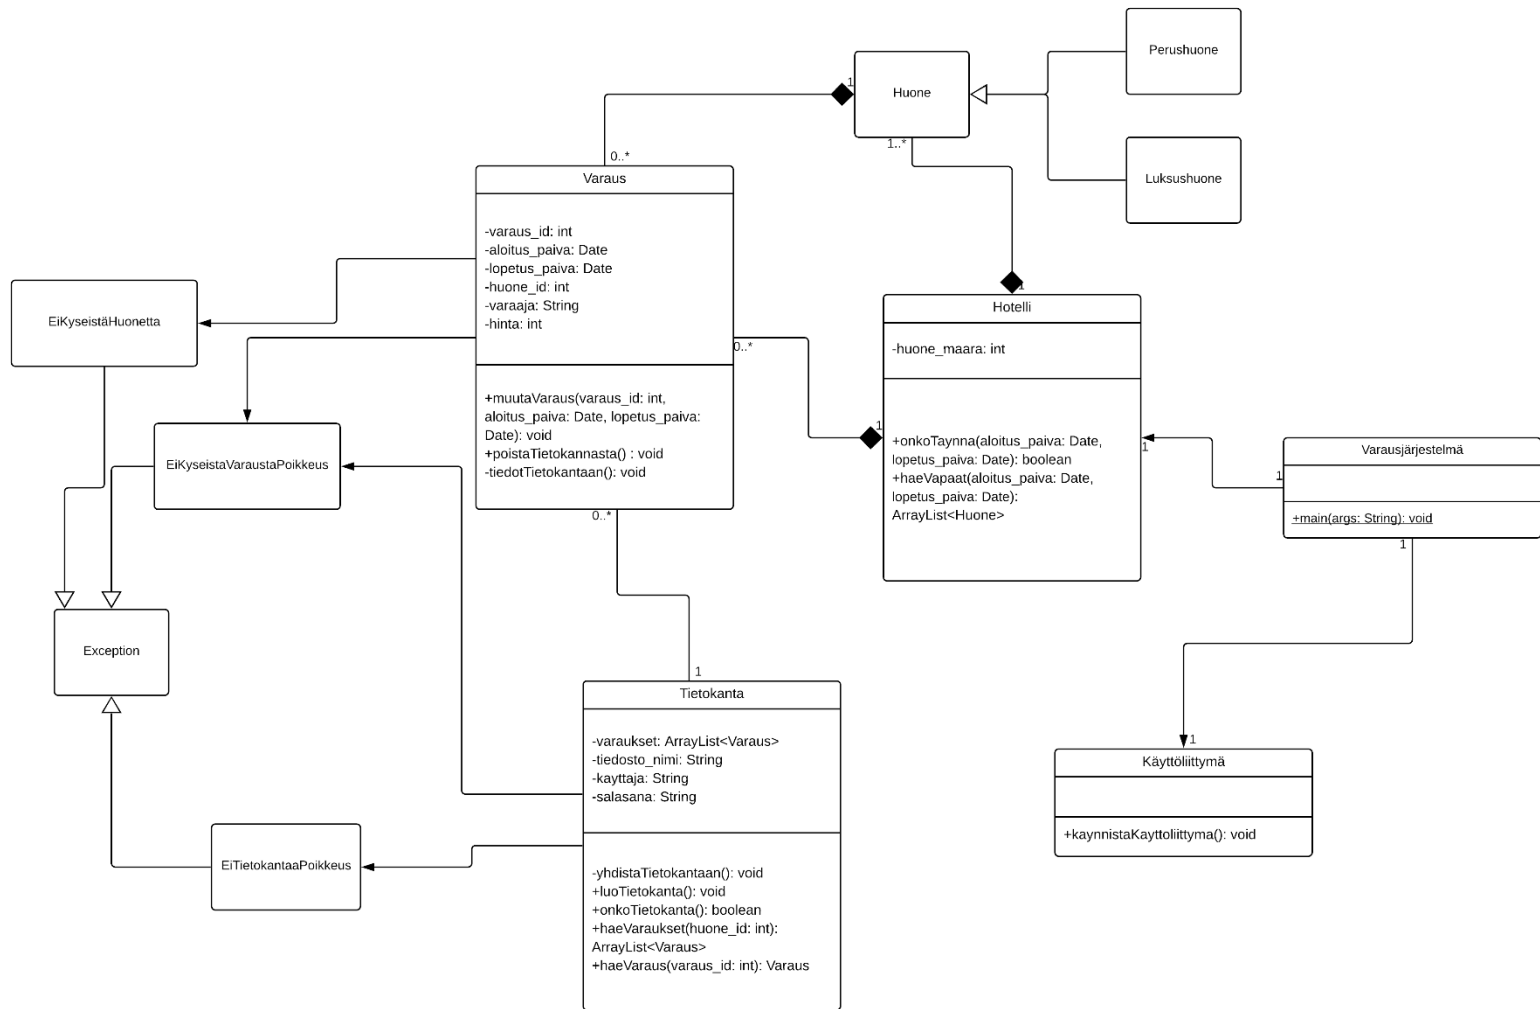 Perushuone
Huone
1
Luksushuone
1..*
0..*
Varaus
-varaus_id: int
-aloitus_paiva: Date
-lopetus_paiva: Date
-huone_id: int
-varaaja: String
-hinta: int
+muutaVaraus(varaus_id: int,
aloitus_paiva: Date, lopetus_paiva:
Date): void
+poistaTietokannasta() : void
-tiedotTietokantaan(): void
0..*
0..*
1
Hotelli
-huone_maara: int
+onkoTaynna(aloitus_paiva: Date,
lopetus_paiva: Date): boolean
+haeVapaat(aloitus_paiva: Date,
lopetus_paiva: Date):
ArrayList<Huone>
1
1
1
Varausjärjestelmä
+main(args: String): void
1
EiKyseistäHuonetta
EiKyseistaVaraustaPoikkeus
Exception
EiTietokantaaPoikkeus
1
Tietokanta
-varaukset: ArrayList<Varaus>
-tiedosto_nimi: String
-kayttaja: String
-salasana: String
-yhdistaTietokantaan(): void
+luoTietokanta(): void
+onkoTietokanta(): boolean
+haeVaraukset(huone_id: int):
ArrayList<Varaus>
+haeVaraus(varaus_id: int): Varaus
1
Käyttöliittymä
+kaynnistaKayttoliittyma(): void